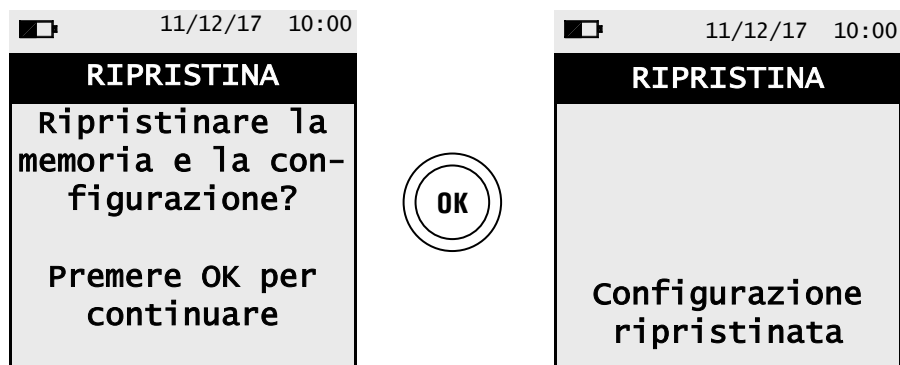 11/12/17 10:00
RIPRISTINA
Ripristinare la
memoria e la con-
figurazione?
Premere OK per
continuare
OK
11/12/17 10:00
RIPRISTINA
Configurazione
ripristinata